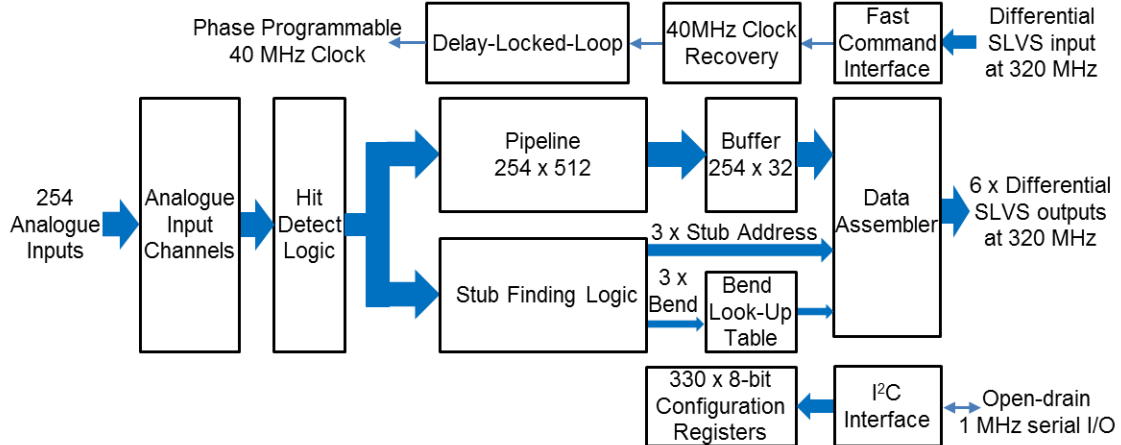 Phase Programmable
40 MHz Clock
Delay-Locked-Loop
40MHz Clock
Recovery
Fast
Command
Interface
Differential
SLVS input
at 320 MHz
254
Analogue
Inputs
Analogue
Input
Channels
Hit
Detect
Logic
Pipeline
254 x 512
Buffer
254 x 32
Stub Finding Logic
3 x Stub Address
3 x
Bend
Bend
Look-Up
Table
Data
Assembler
6 x Differential
SLVS outputs
at 320 MHz
330 x 8-bit
Configuration
Registers
I²C
Interface
Open-drain
1 MHz serial I/O